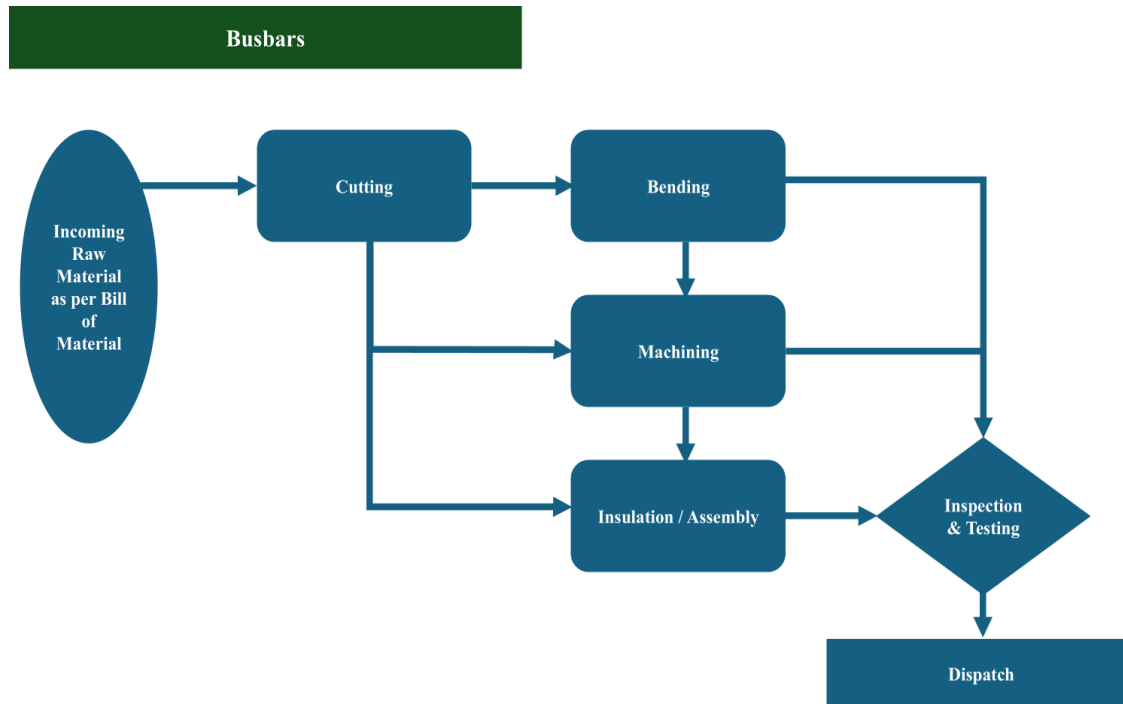 Busbars
Incoming
Raw
Material
as per Bill
of
Material
Cutting
Bending
Machining
Insulation / Assembly
Inspection
& Testing
Dispatch